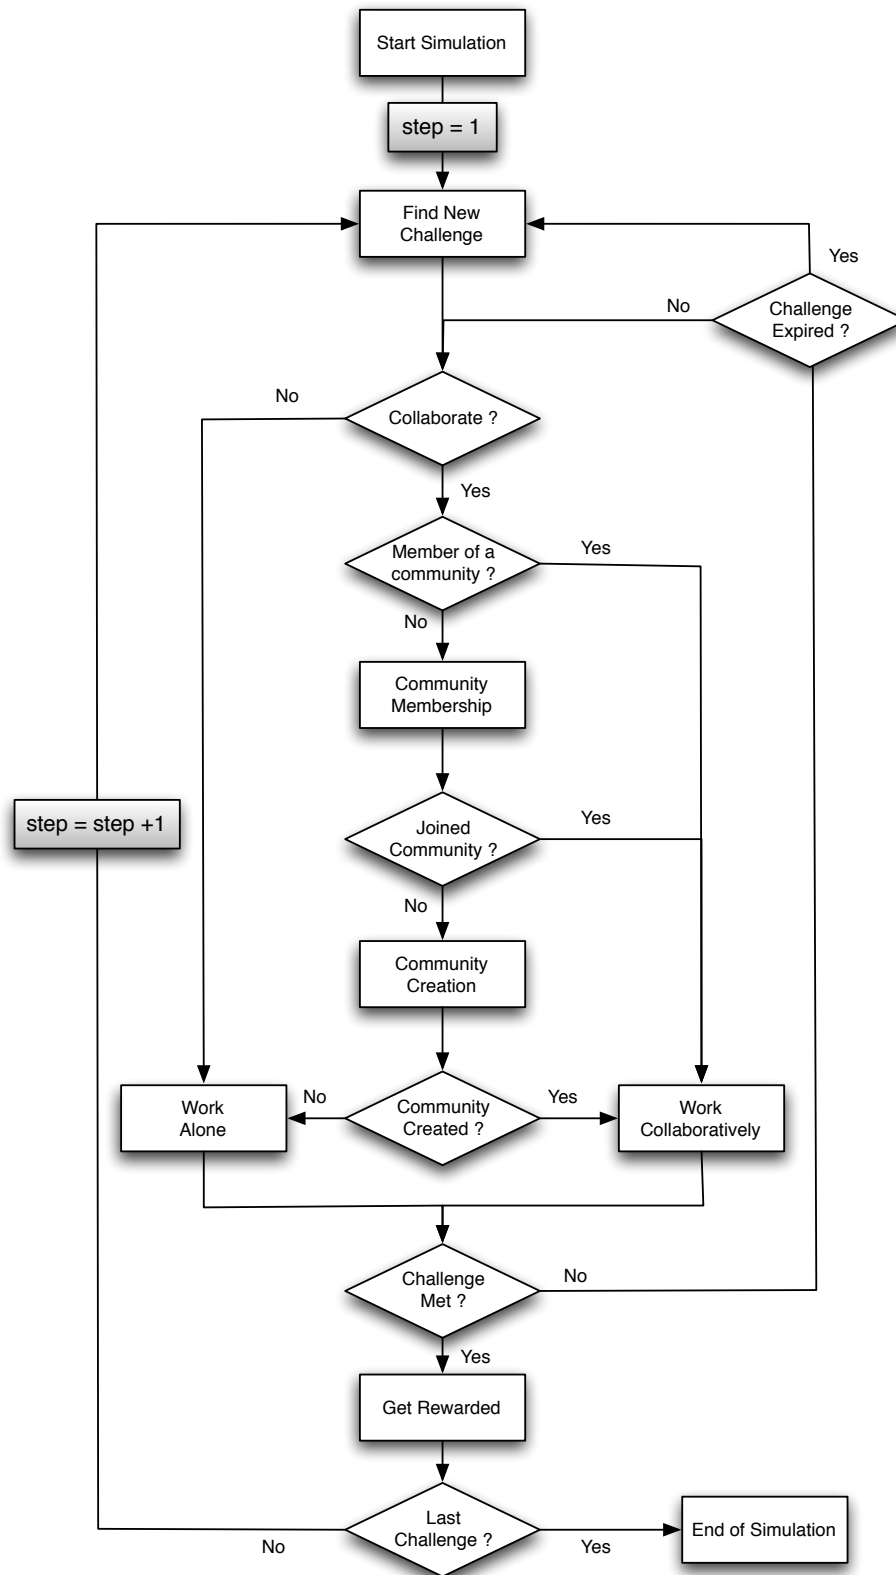 Start Simulation
step = 1
Find New
Challenge
Yes
No
Challenge
Expired ?
No
Collaborate ?
Yes
Member of a
community ?
Yes
No
Community
Membership
step = step +1
Joined
Community ?
Yes
No
Community
Creation
Work
Alone
No
Community
Created ?
Yes
Work
Collaboratively
Challenge
Met ?
No
Yes
Get Rewarded
Last
Challenge ?
No
Yes
End of Simulation